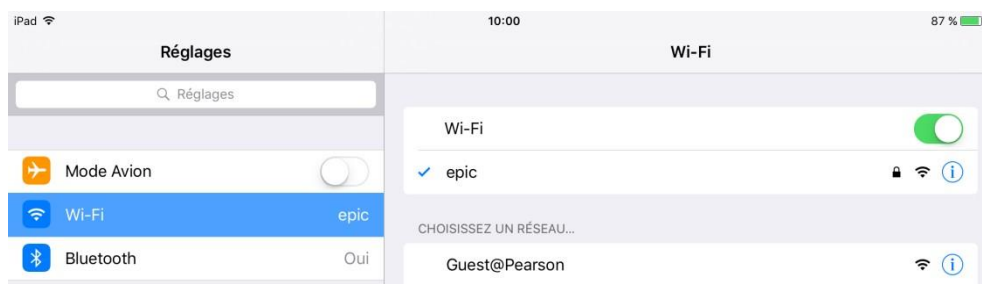 iPad 10:00 87 %
Réglages
Réglages
Mode Avion
Wi-Fi epic
Bluetooth Oui
Wi-Fi
Wi-Fi
epic
CHOISISSEZ UN RÉSEAU...
Guest@Pearson